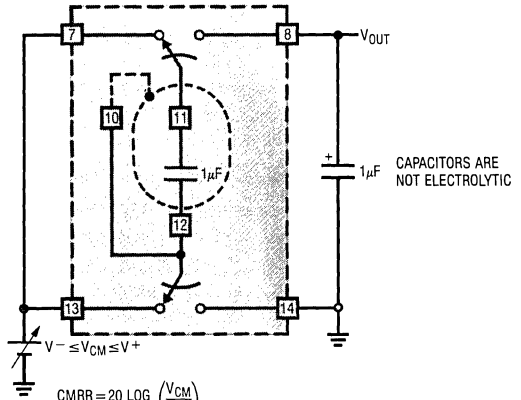 7
8
VOUT
10
11
1µF
+
1µF
CAPACITORS ARE
NOT ELECTROLYTIC
12
13
14
V− ≤VCM≤V+
CMRR=20 LOG (VCM